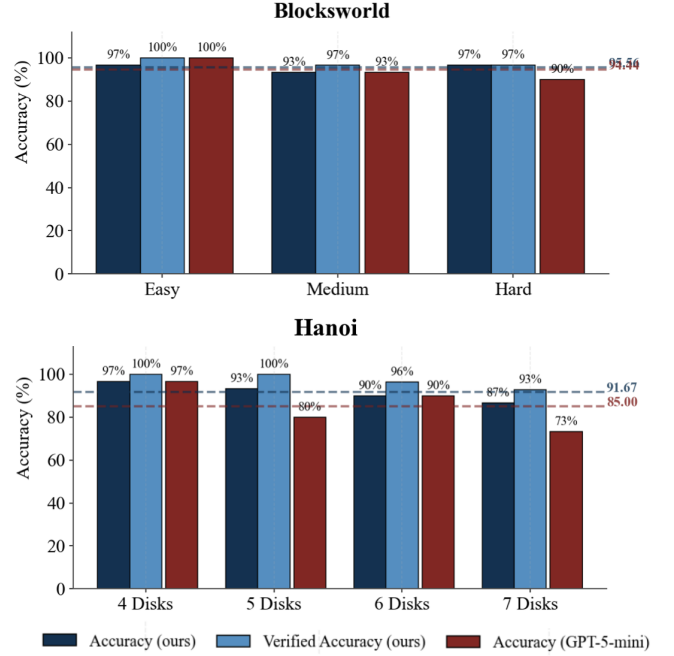 Blocksworld
Accuracy (%)
100
80
60
40
20
0
97% 100% 100%
93% 97% 93%
97% 97% 90%
95.56
Easy Medium Hard
Hanoi
Accuracy (%)
100
80
60
40
20
0
97% 100% 97%
93% 100% 80%
90% 96% 90%
87% 93% 73%
91.67
85.00
4 Disks 5 Disks 6 Disks 7 Disks
Accuracy (ours) Verified Accuracy (ours) Accuracy (GPT-5-mini)